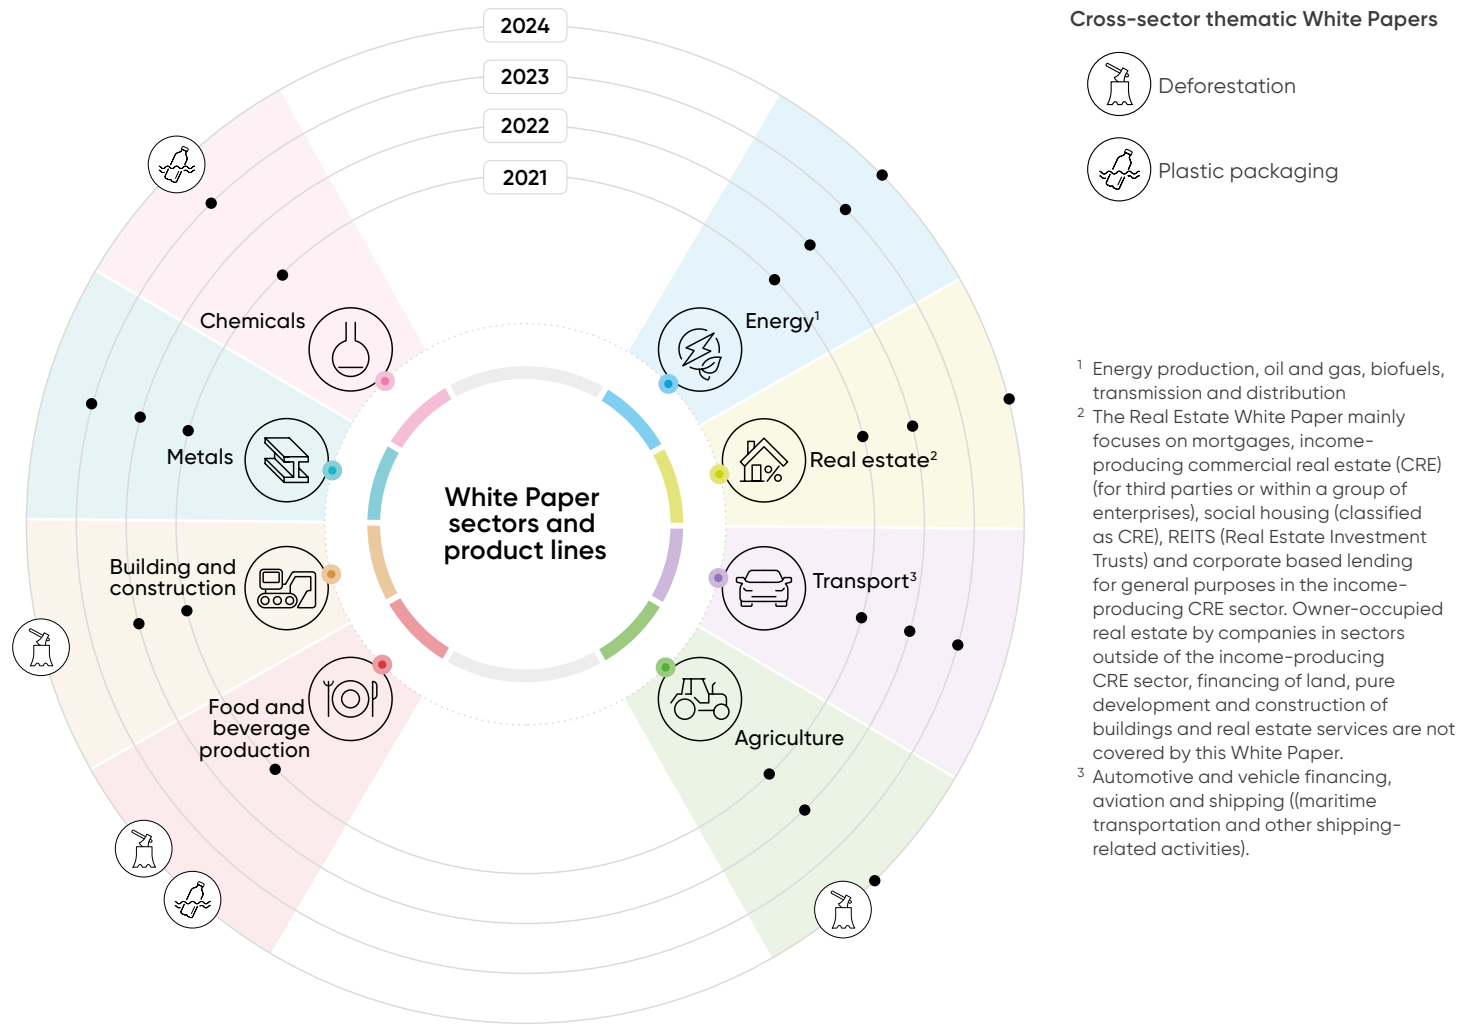 2024
2023
2022
2021
Chemicals
Energy¹
Metals
Real estate²
White Paper
sectors and
product lines
Building and
construction
Transport³
Food and
beverage
production
Agriculture
Cross-sector thematic White Papers
Deforestation
Plastic packaging
¹ Energy production, oil and gas, biofuels,
transmission and distribution
² The Real Estate White Paper mainly
focuses on mortgages, income-
producing commercial real estate (CRE)
(for third parties or within a group of
enterprises), social housing (classified
as CRE), REITS (Real Estate Investment
Trusts) and corporate based lending
for general purposes in the income-
producing CRE sector. Owner-occupied
real estate by companies in sectors
outside of the income-producing
CRE sector, financing of land, pure
development and construction of
buildings and real estate services are not
covered by this White Paper.
³ Automotive and vehicle financing,
aviation and shipping ((maritime
transportation and other shipping-
related activities).